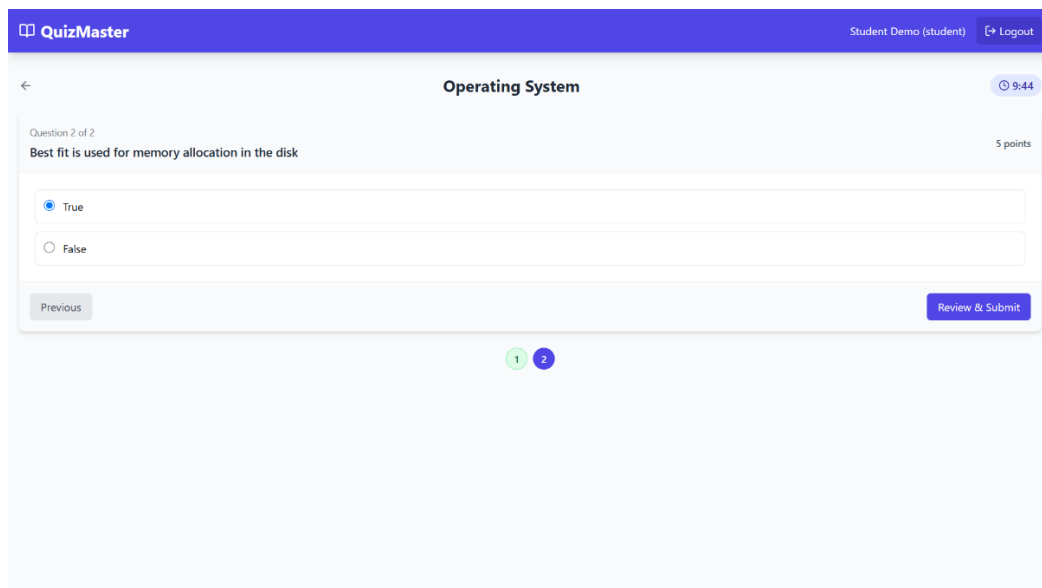 QuizMaster
Student Demo (student)
Logout
Operating System
9:44
Question 2 of 2
Best fit is used for memory allocation in the disk
5 points
True
False
Previous
Review & Submit
1 2